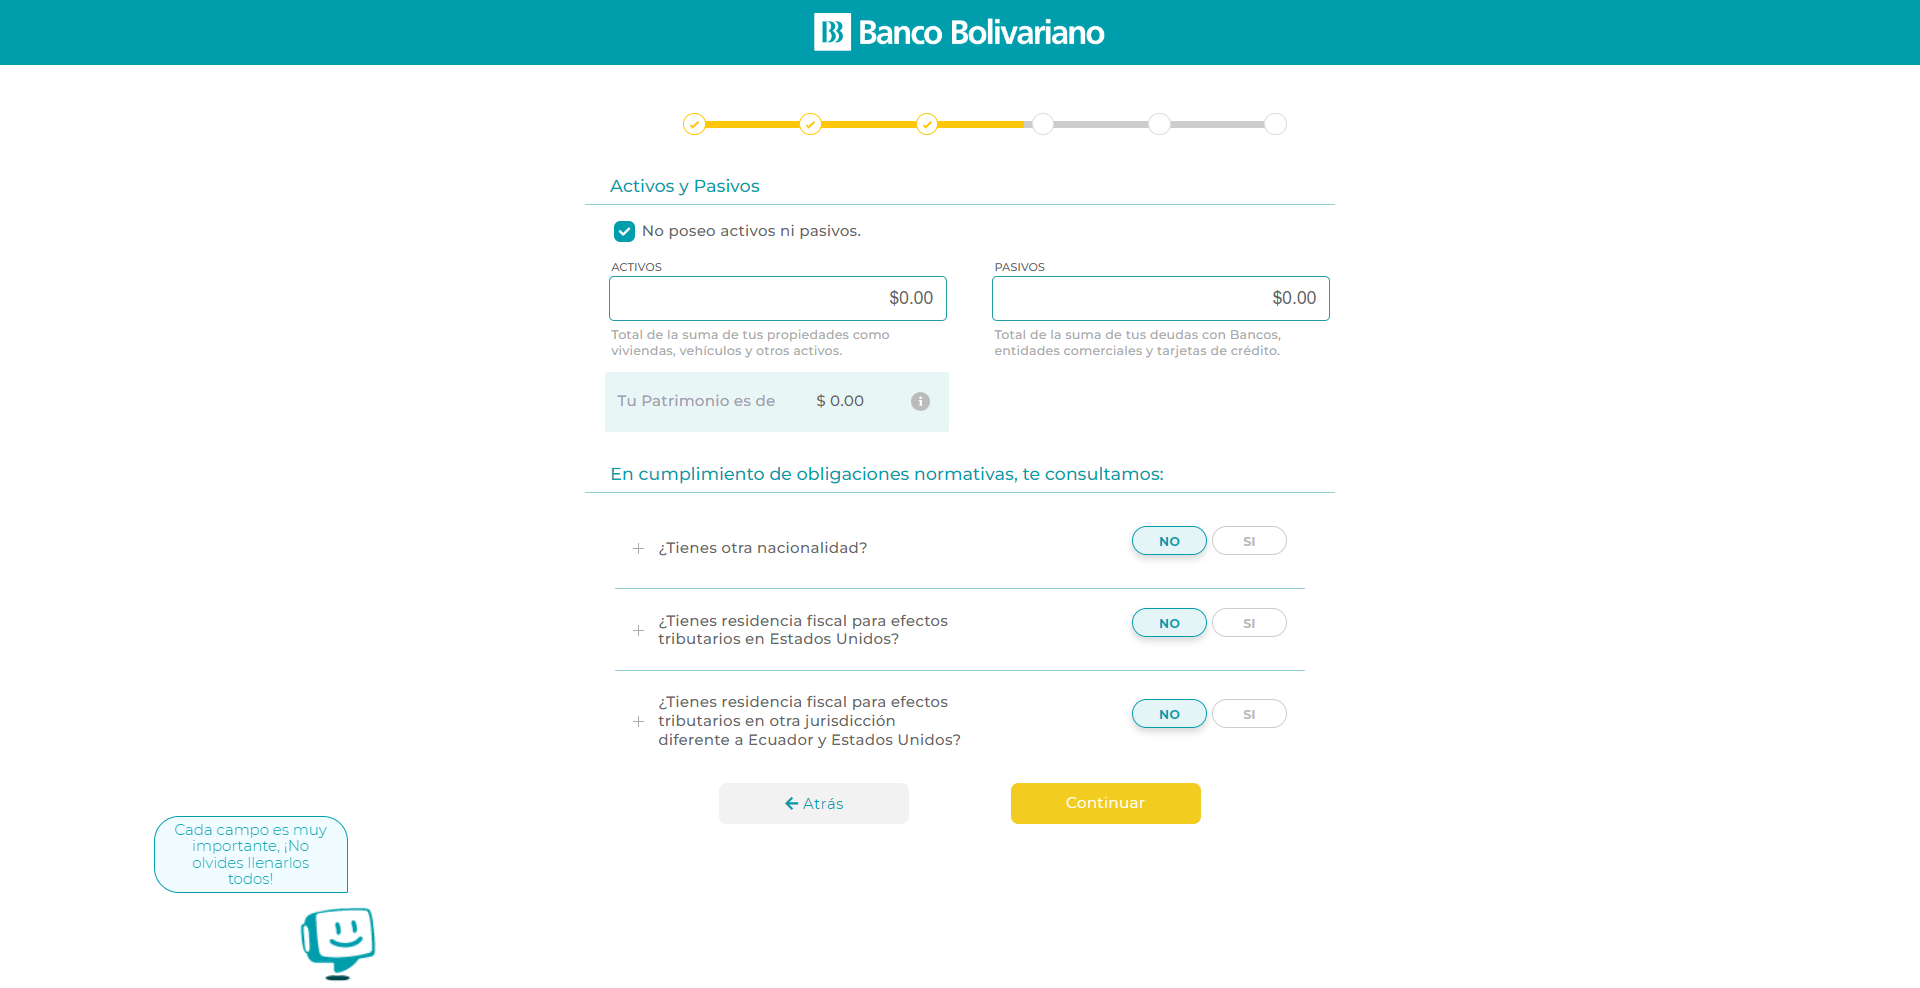 Banco Bolivariano
Activos y Pasivos
No poseo activos ni pasivos.
ACTIVOS
$0.00
Total de la suma de tus propiedades como
viviendas, vehículos y otros activos.
PASIVOS
$0.00
Total de la suma de tus deudas con Bancos,
entidades comerciales y tarjetas de crédito.
Tu Patrimonio es de $ 0.00
En cumplimiento de obligaciones normativas, te consultamos:
¿Tienes otra nacionalidad?
NO SI
¿Tienes residencia fiscal para efectos
tributarios en Estados Unidos?
NO SI
¿Tienes residencia fiscal para efectos
tributarios en otra jurisdicción
diferente a Ecuador y Estados Unidos?
NO SI
Atrás
Continuar
Cada campo es muy
importante, ¡No
olvides llenarlos
todos!